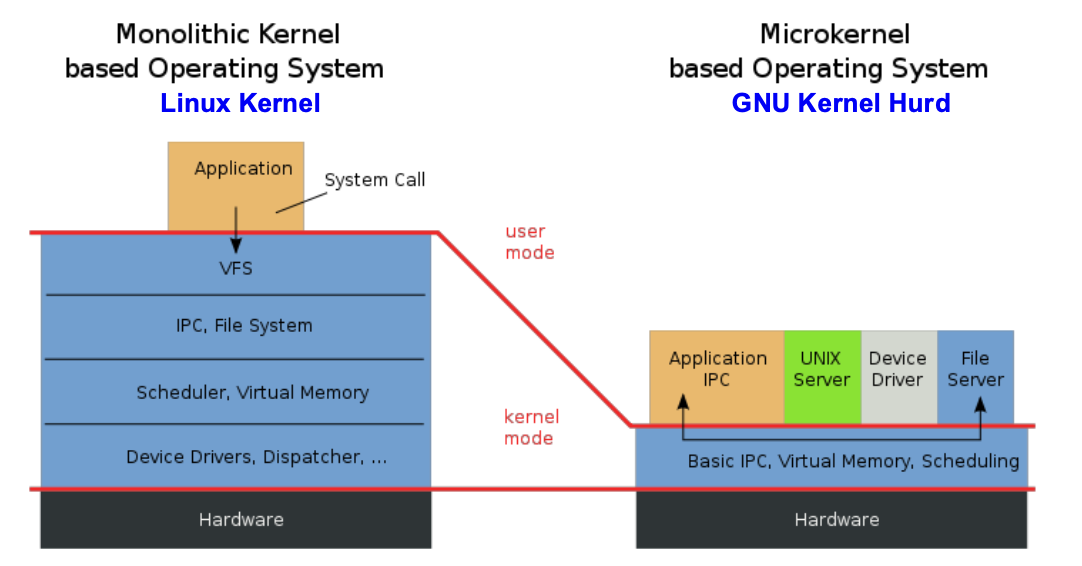 Monolithic Kernel
based Operating System
Linux Kernel
Application
System Call
VFS
IPC, File System
Scheduler, Virtual Memory
Device Drivers, Dispatcher, ...
Hardware
user
mode
kernel
mode
Microkernel
based Operating System
GNU Kernel Hurd
Application
IPC
UNIX
Server
Device
Driver
File
Server
Basic IPC, Virtual Memory, Scheduling
Hardware